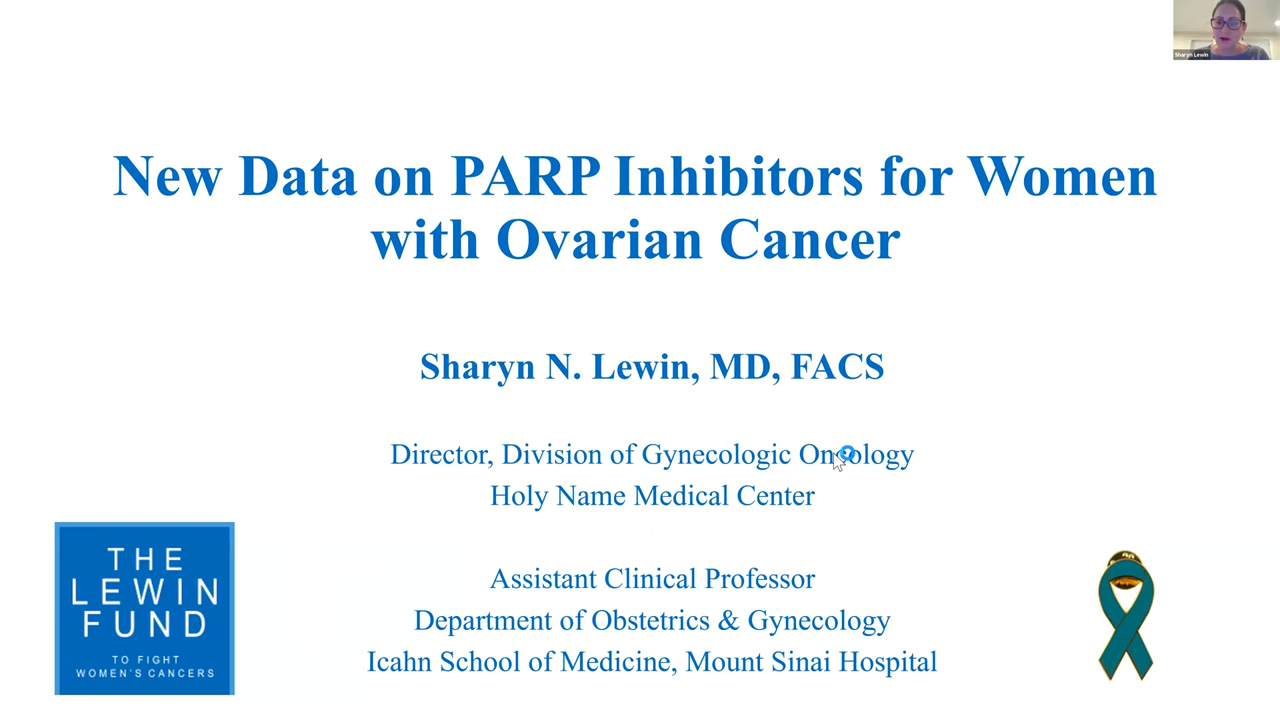 Sharyn Lewin
New Data on PARP Inhibitors for Women
with Ovarian Cancer
Sharyn N. Lewin, MD, FACS
Director, Division of Gynecologic Oncology
Holy Name Medical Center
Assistant Clinical Professor
Department of Obstetrics & Gynecology
Icahn School of Medicine, Mount Sinai Hospital
THE
LEWIN
FUND
TO FIGHT
WOMEN'S CANCERS